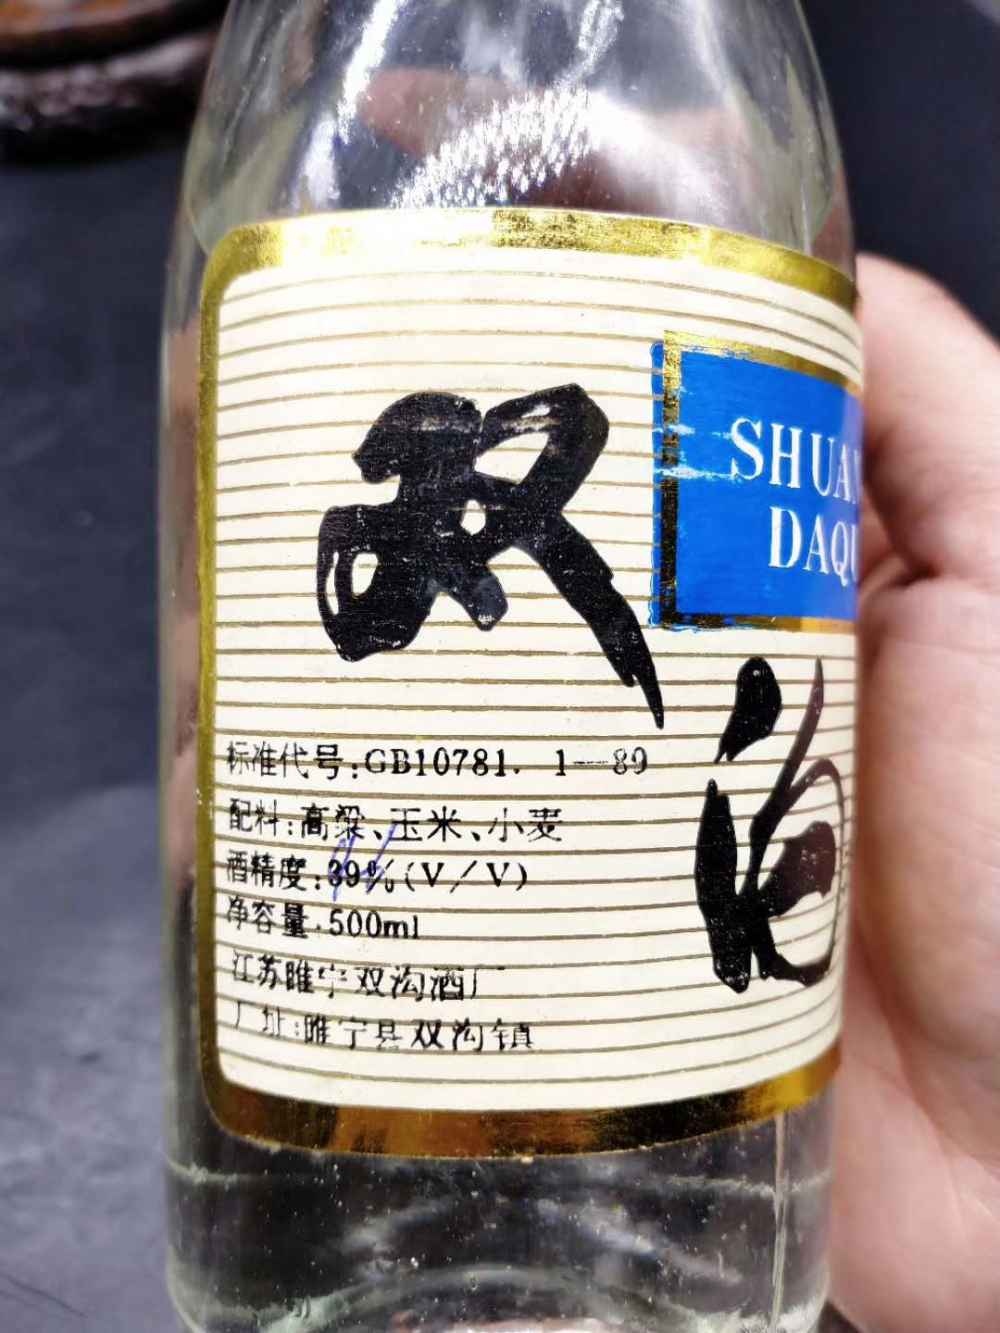 双沟
SHUAN
DAQU
标准代号:GB10781.1—89
配料:高粱、玉米、小麦
酒精度:39%(V/V)
净容量:500ml
江苏睢宁双沟酒厂
厂址:睢宁县双沟镇